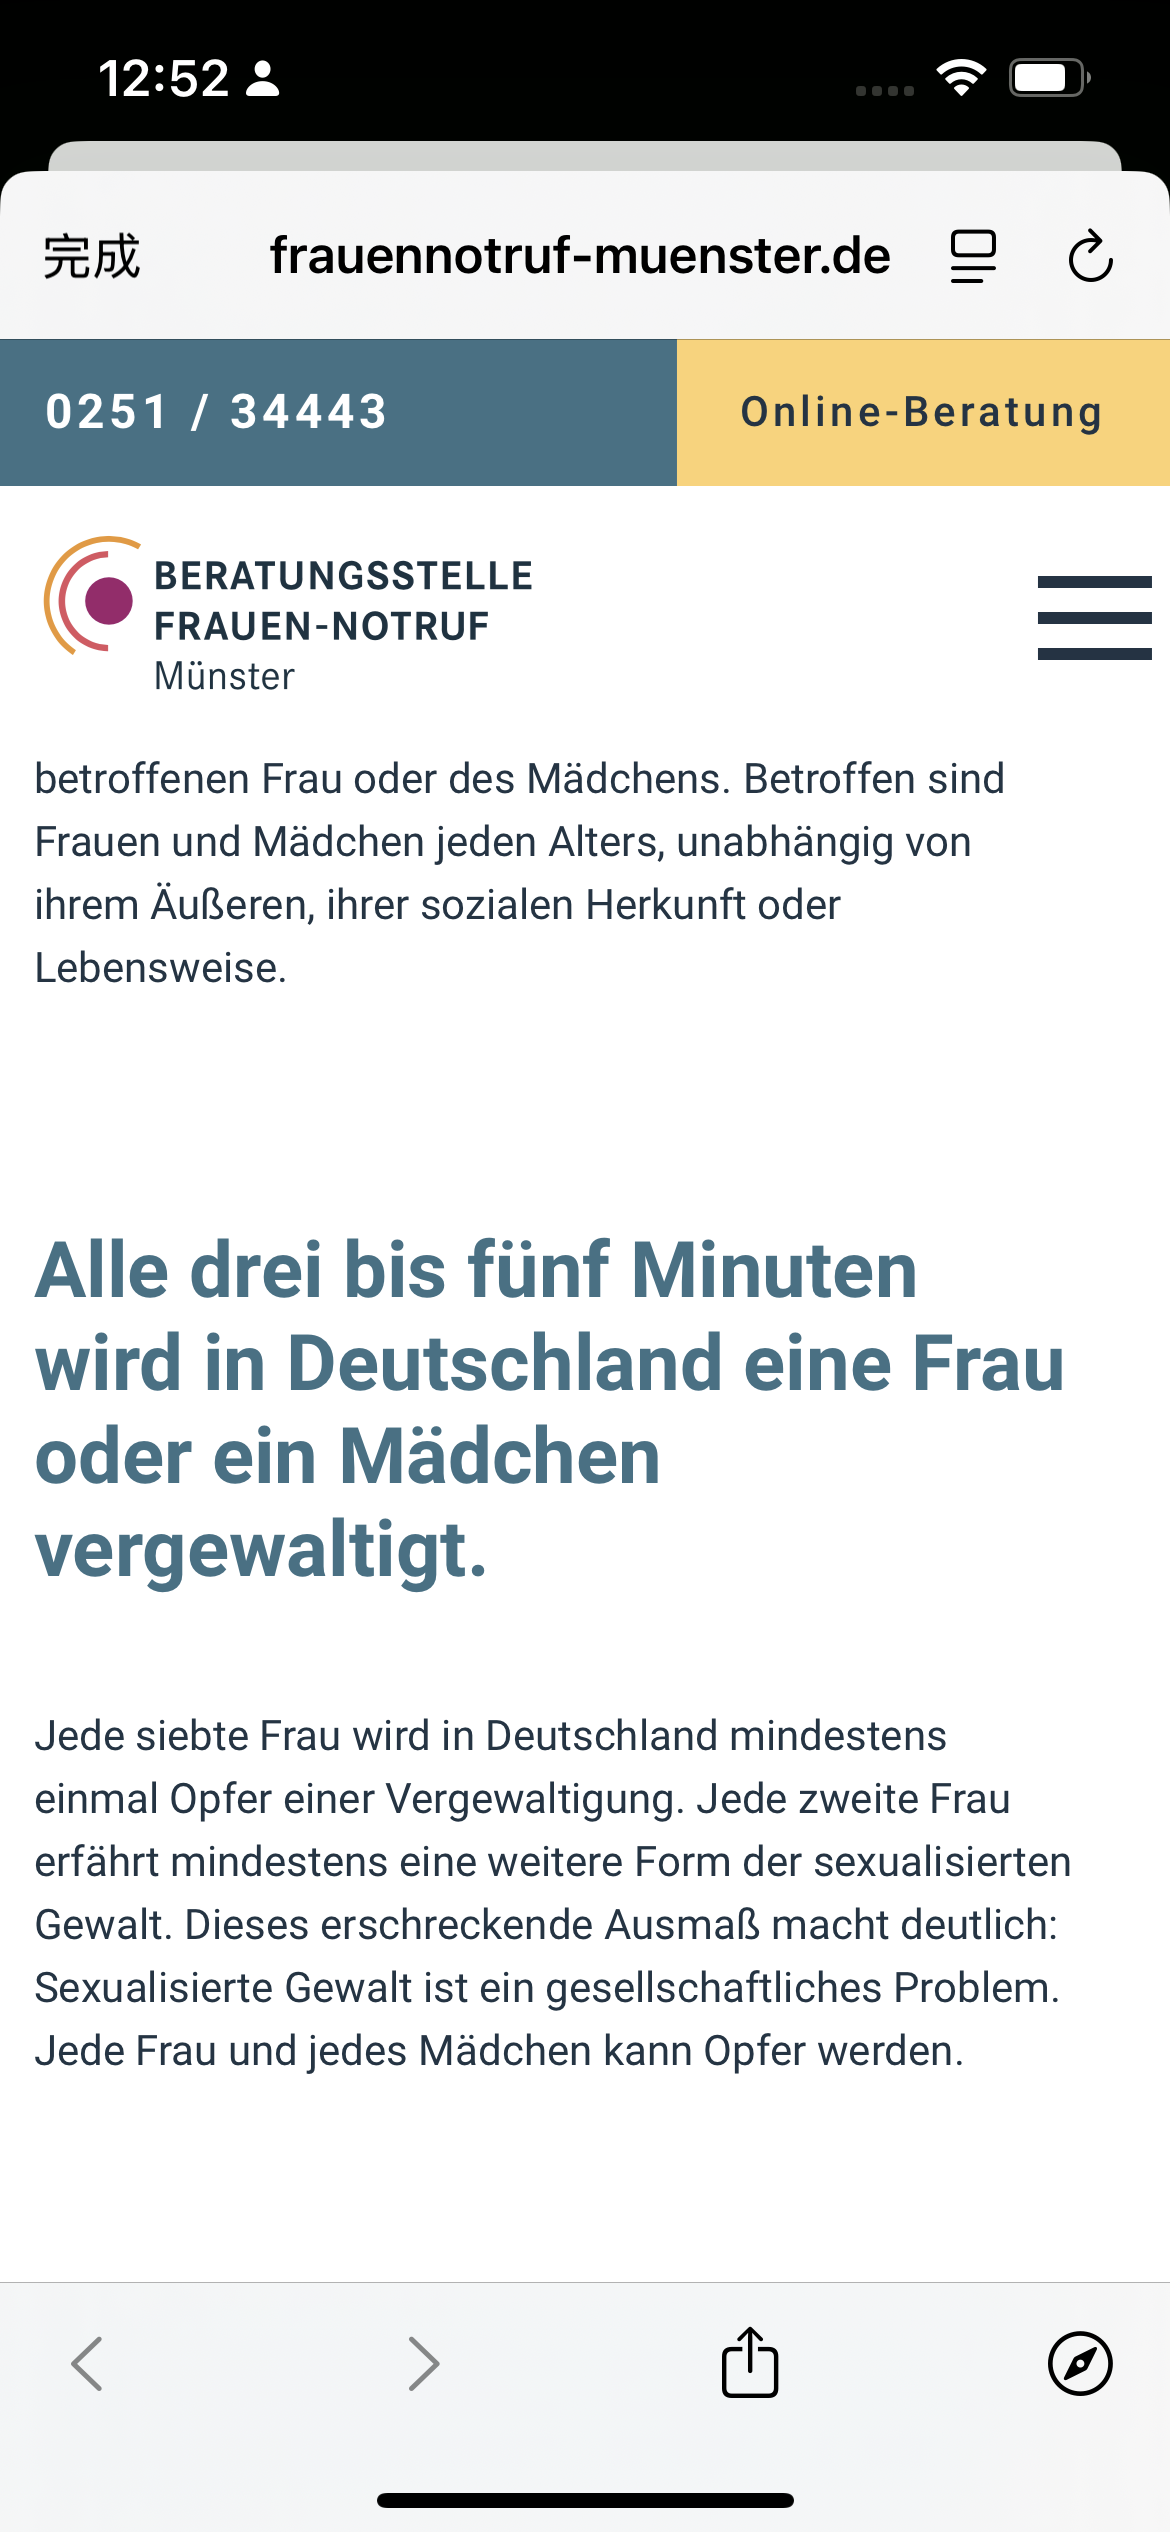 12:52
完成
frauennotruf-muenster.de
0251 / 34443
Online-Beratung
BERATUNGSSTELLE
FRAUEN-NOTRUF
Münster
betroffenen Frau oder des Mädchens. Betroffen sind
Frauen und Mädchen jeden Alters, unabhängig von
ihrem Äußeren, ihrer sozialen Herkunft oder
Lebensweise.
Alle drei bis fünf Minuten
wird in Deutschland eine Frau
oder ein Mädchen
vergewaltigt.
Jede siebte Frau wird in Deutschland mindestens
einmal Opfer einer Vergewaltigung. Jede zweite Frau
erfährt mindestens eine weitere Form der sexualisierten
Gewalt. Dieses erschreckende Ausmaß macht deutlich:
Sexualisierte Gewalt ist ein gesellschaftliches Problem.
Jede Frau und jedes Mädchen kann Opfer werden.